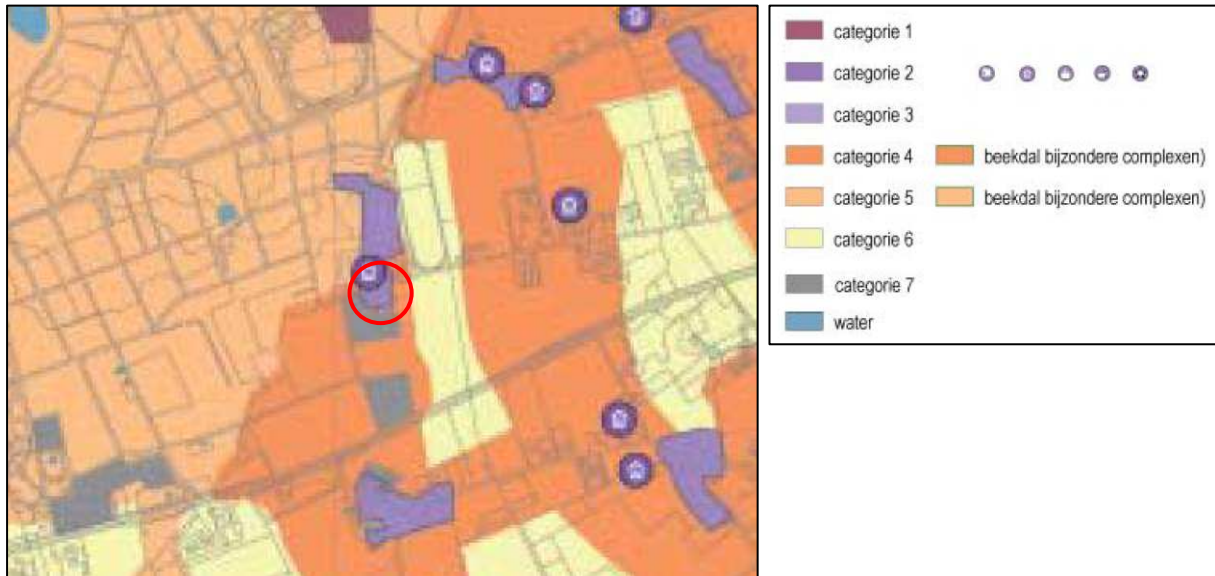 categorie 1
categorie 2
categorie 3
categorie 4
beekdal bijzondere complexen)
categorie 5
beekdal bijzondere complexen)
categorie 6
categorie 7
water